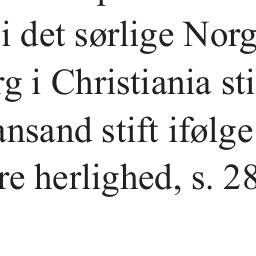 i det sørlige Norg
rg i Christiania sti
ansand stift ifølge
re herlighed, s. 28